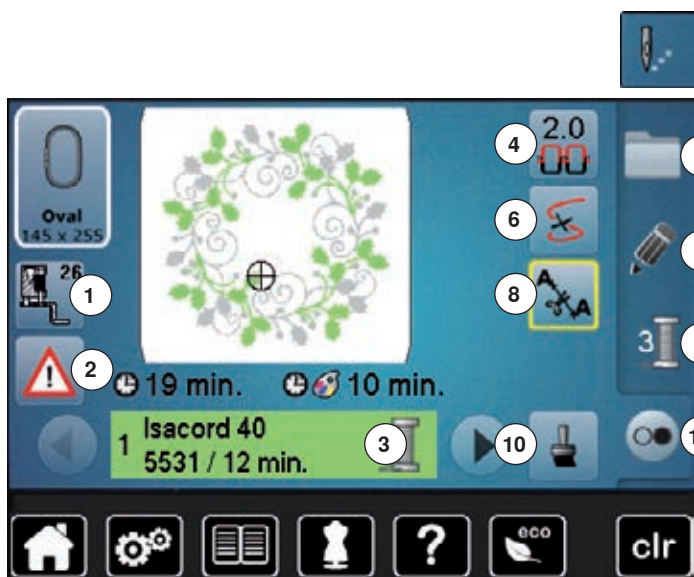 4
2.0
Oval
145 x 255
6
1
26
8
A
A
3
2
19 min.
10 min.
1
Isacord 40
5531 / 12 min.
3
10
?
eco
clr